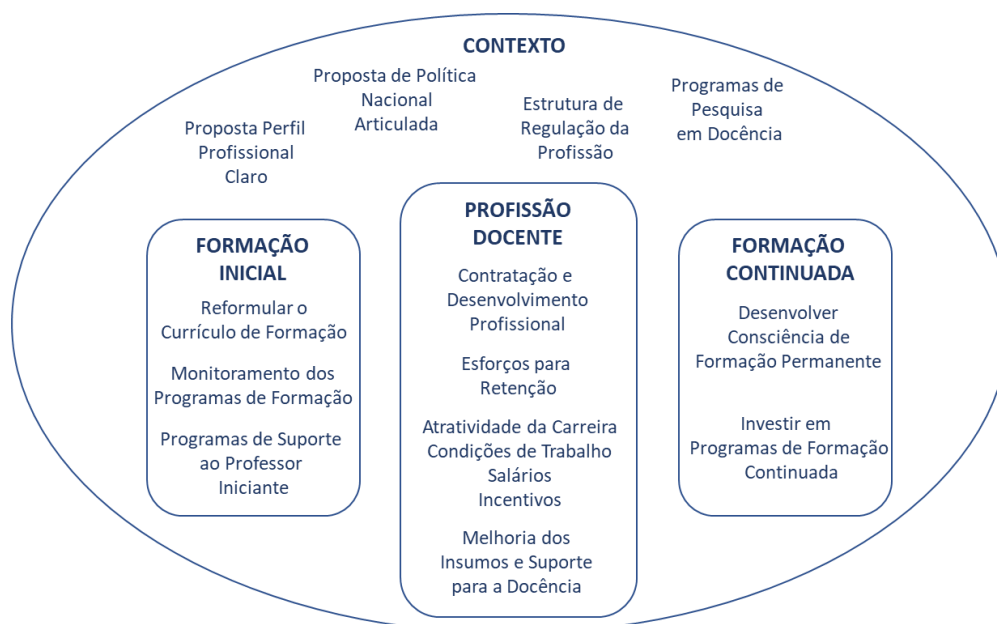 CONTEXTO
Proposta de Política
Nacional
Articulada
Programas de
Pesquisa
em Docência
Estrutura de
Regulação da
Profissão
Proposta Perfil
Profissional
Claro
FORMAÇÃO
INICIAL
Reformular o
Currículo de Formação
Monitoramento dos
Programas de Formação
Programas de Suporte
ao Professor
Iniciante
PROFISSÃO
DOCENTE
Contratação e
Desenvolvimento
Profissional
Esforços para
Retenção
Atratividade da Carreira
Condições de Trabalho
Salários
Incentivos
Melhoria dos
Insumos e Suporte
para a Docência
FORMAÇÃO
CONTINUADA
Desenvolver
Consciência de
Formação Permanente
Investir em
Programas de Formação
Continuada